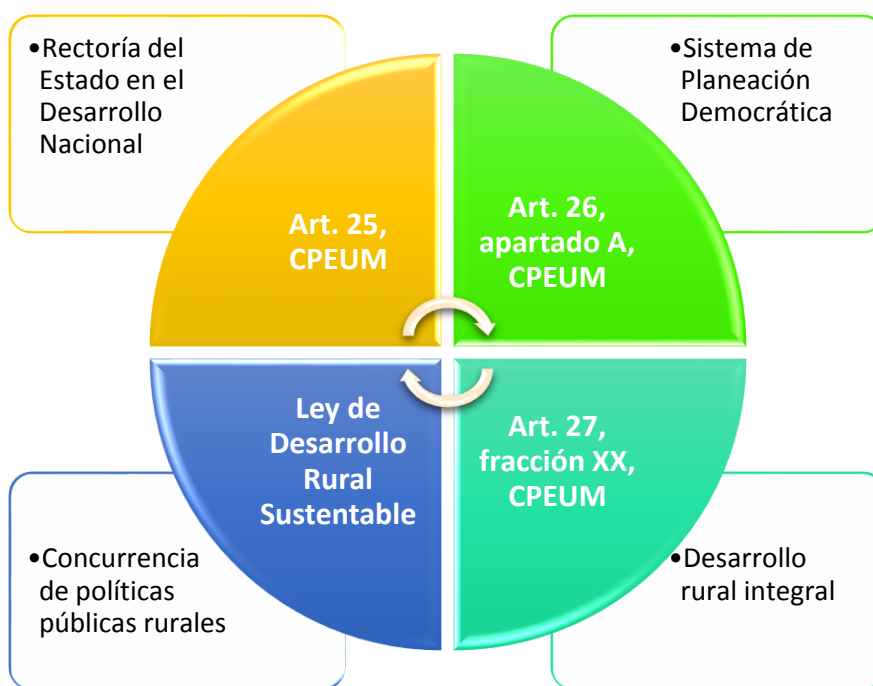 •Rectoría del
Estado en el
Desarrollo
Nacional
•Sistema de
Planeación
Democrática
Art. 25,
CPEUM
Art. 26,
apartado A,
CPEUM
Ley de
Desarrollo
Rural
Sustentable
Art. 27,
fracción XX,
CPEUM
•Concurrencia
de políticas
públicas rurales
•Desarrollo
rural integral